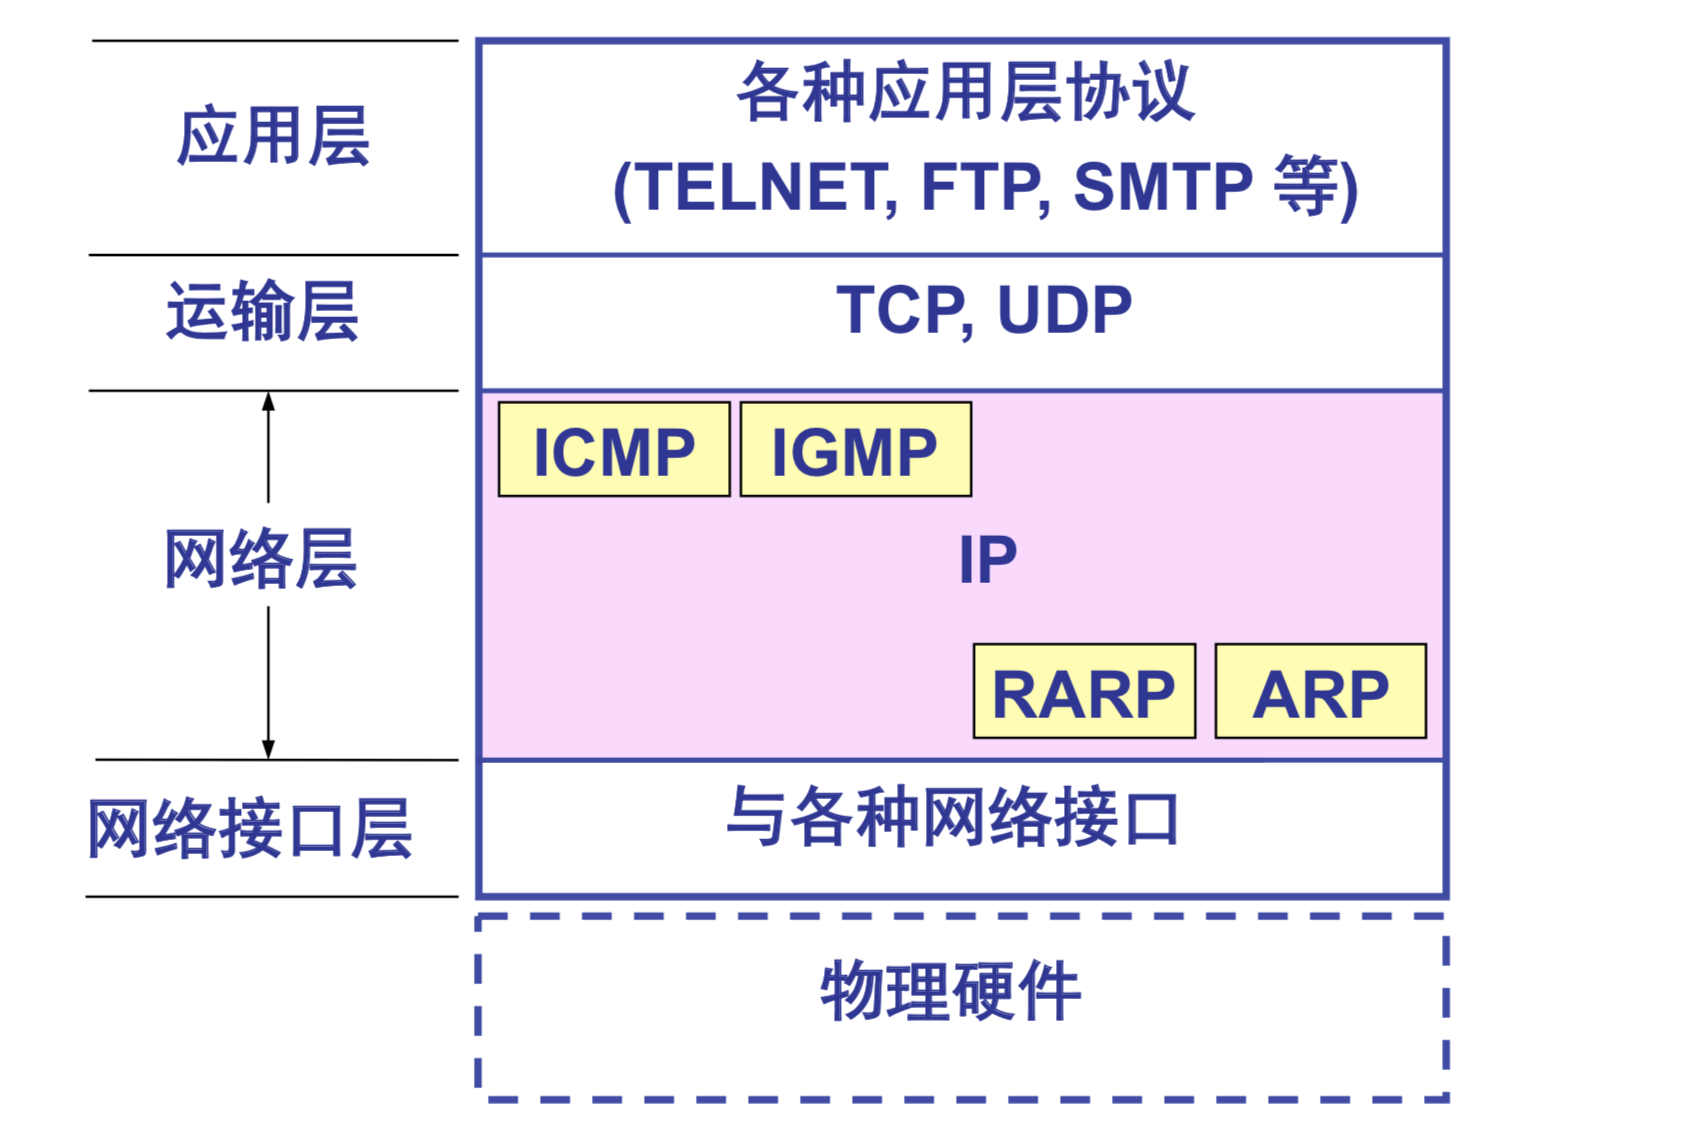 应用层
各种应用层协议
(TELNET, FTP, SMTP 等)
运输层
TCP, UDP
ICMP
IGMP
网络层
IP
RARP
ARP
网络接口层
与各种网络接口
物理硬件